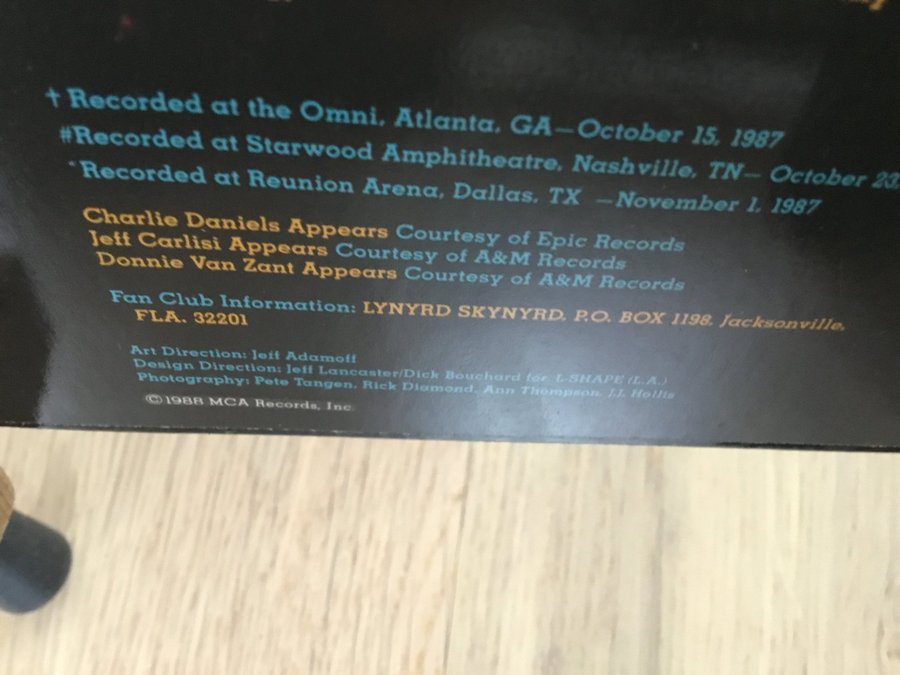 † Recorded at the Omni, Atlanta, GA—October 15, 1987
#Recorded at Starwood Amphitheatre, Nashville, TN— October 23,
*Recorded at Reunion Arena, Dallas, TX —November 1, 1987
Charlie Daniels Appears Courtesy of Epic Records
Jeff Carlisi Appears Courtesy of A&M Records
Donnie Van Zant Appears Courtesy of A&M Records
Fan Club Information: LYNYRD SKYNYRD, P.O. BOX 1198, Jacksonville,
FLA. 32201
Art Direction: Jeff Adamoff
Design Direction: Jeff Lancaster/Dick Bouchard for L-SHAPE (L.A.)
Photography: Pete Tangen, Rick Diamond, Ann Thompson, J.J. Hollis
©1988 MCA Records, Inc.